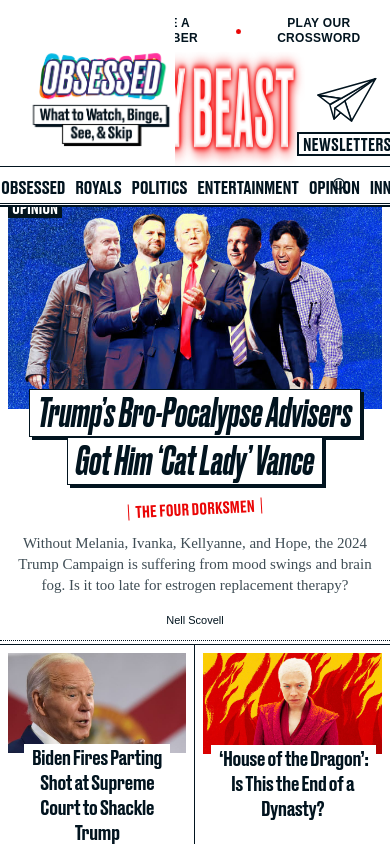 E A
BER
PLAY OUR
CROSSWORD
OBSESSED
What to Watch, Binge,
See, & Skip
Y BEAST
NEWSLETTERS
OBSESSED ROYALS POLITICS ENTERTAINMENT OPINION INN
OPINION
Trump’s Bro-Pocalypse Advisers
Got Him ‘Cat Lady’ Vance
THE FOUR DORKSMEN
Without Melania, Ivanka, Kellyanne, and Hope, the 2024
Trump Campaign is suffering from mood swings and brain
fog. Is it too late for estrogen replacement therapy?
Nell Scovell
Biden Fires Parting
Shot at Supreme
Court to Shackle
Trump
‘House of the Dragon’:
Is This the End of a
Dynasty?